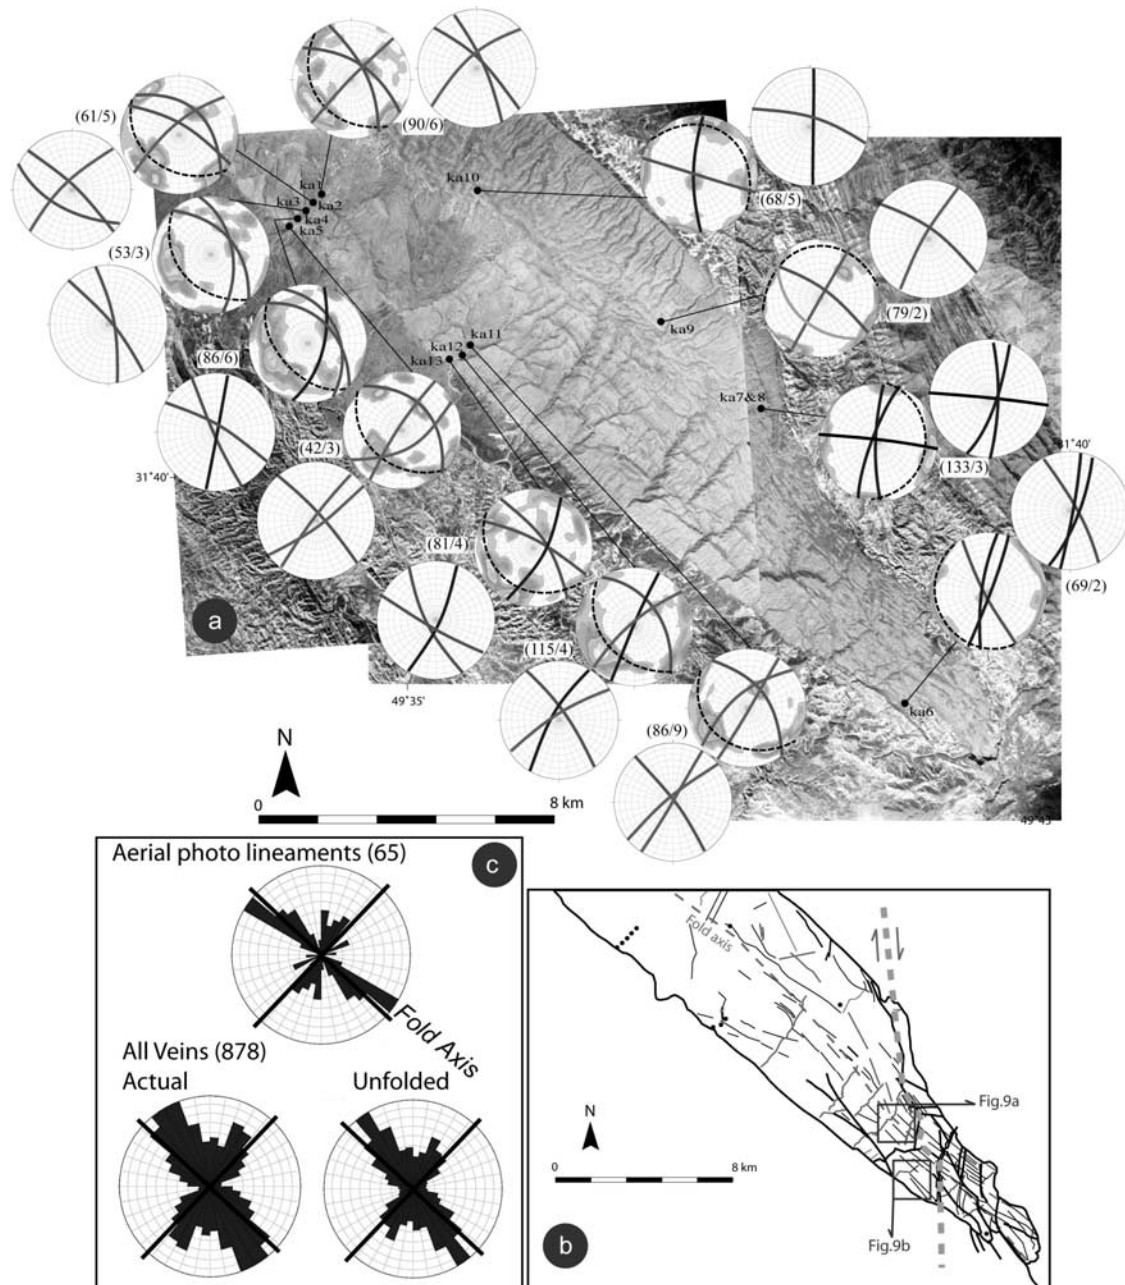 (61/5)
(90/6)
ka1
ka2
ka3
ka4
ka5
ka10
(68/5)
(53/3)
(79/2)
ka9
ka11
ka12
ka13
(86/6)
ka7&8
(133/3)
31°40'
31°40'
(42/3)
(81/4)
(69/2)
a
49°35'
(115/4)
(86/9)
ka6
N
0
8 km
49°45'
Aerial photo lineaments (65)
c
Fold Axis
All Veins (878)
Actual
Unfolded
Fold axis
Fig.9a
N
0
8 km
Fig.9b
b